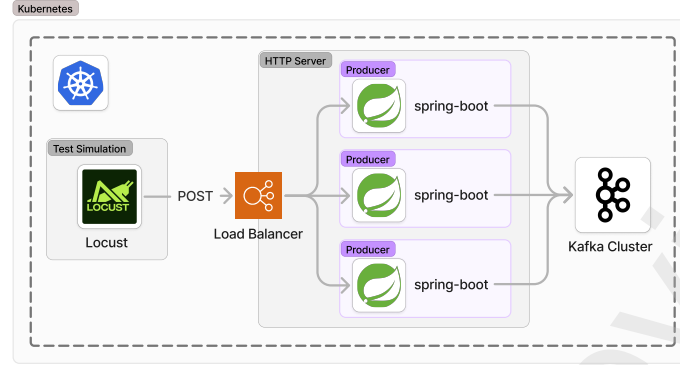 Kubernetes
HTTP Server
Producer
spring-boot
Test Simulation
LOCUST
Locust
POST
Load Balancer
Producer
spring-boot
Kafka Cluster
Producer
spring-boot